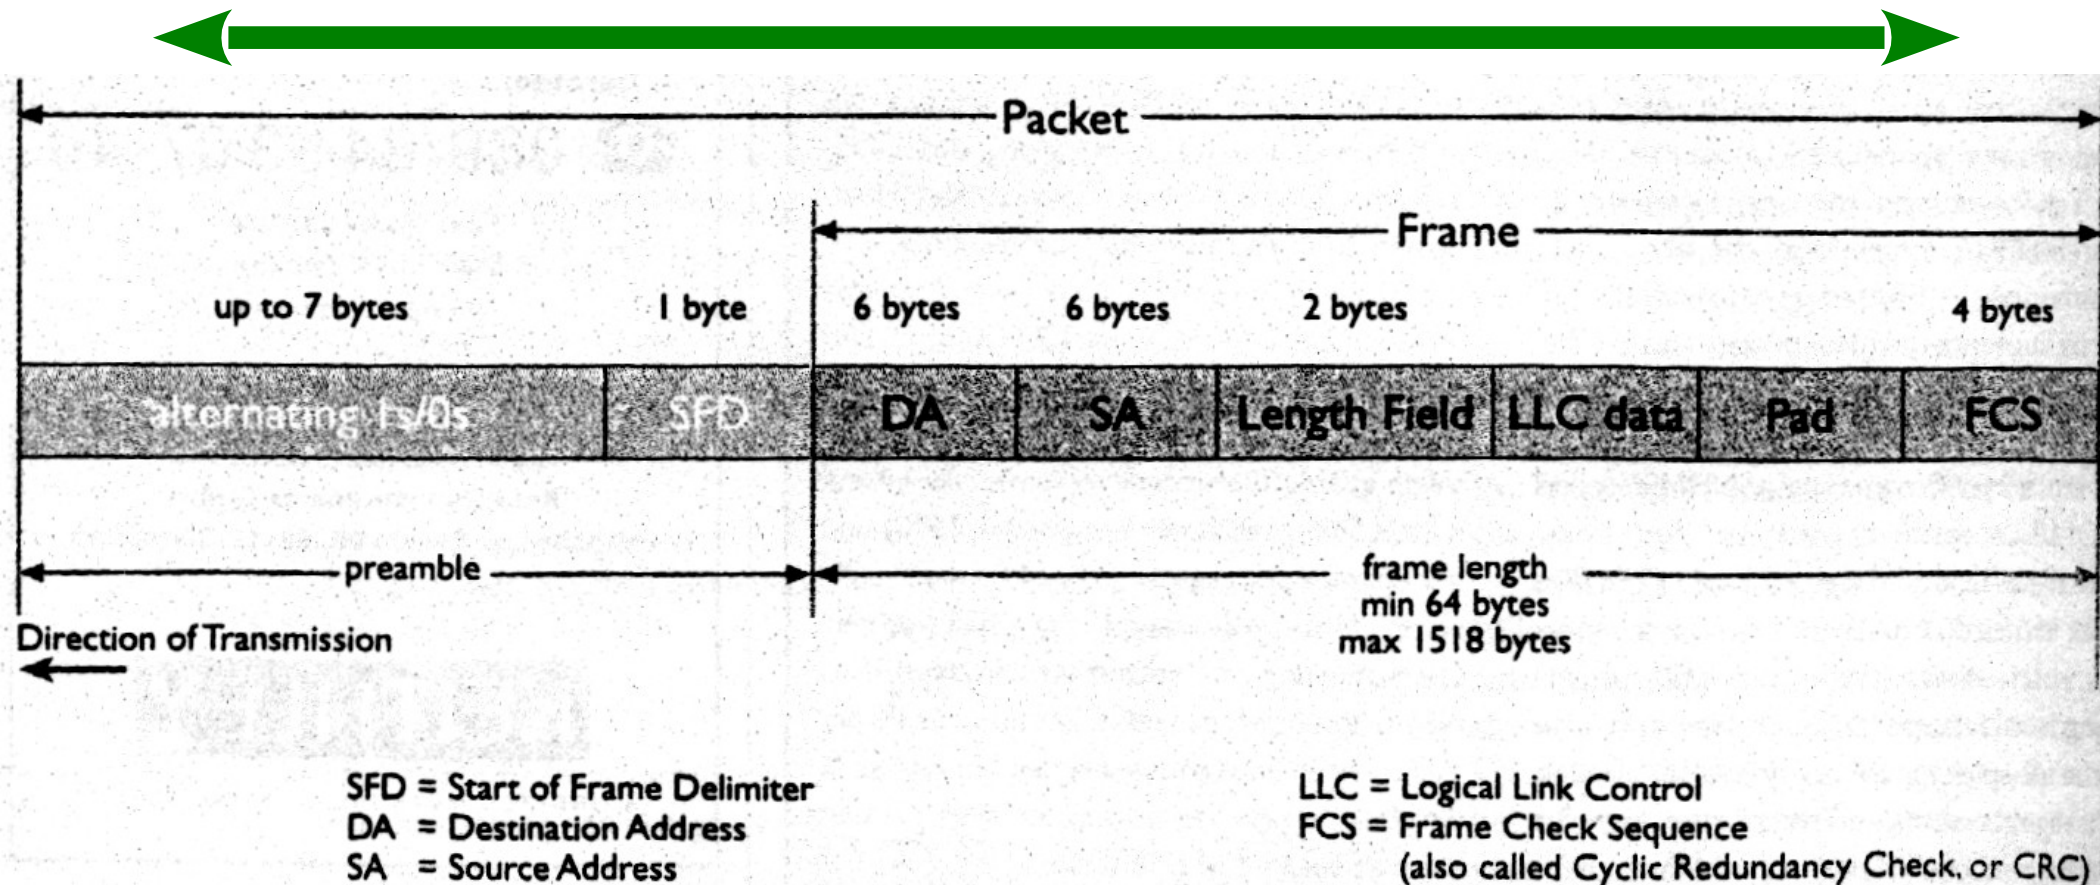 Packet
Frame
up to 7 bytes
1 byte
6 bytes
6 bytes
2 bytes
4 bytes
alternating 1s/0s
SFD
DA
SA
Length Field
LLC data
Pad
FCS
preamble
frame length
min 64 bytes
max 1518 bytes
Direction of Transmission
SFD = Start of Frame Delimiter
DA = Destination Address
SA = Source Address
LLC = Logical Link Control
FCS = Frame Check Sequence
(also called Cyclic Redundancy Check, or CRC)